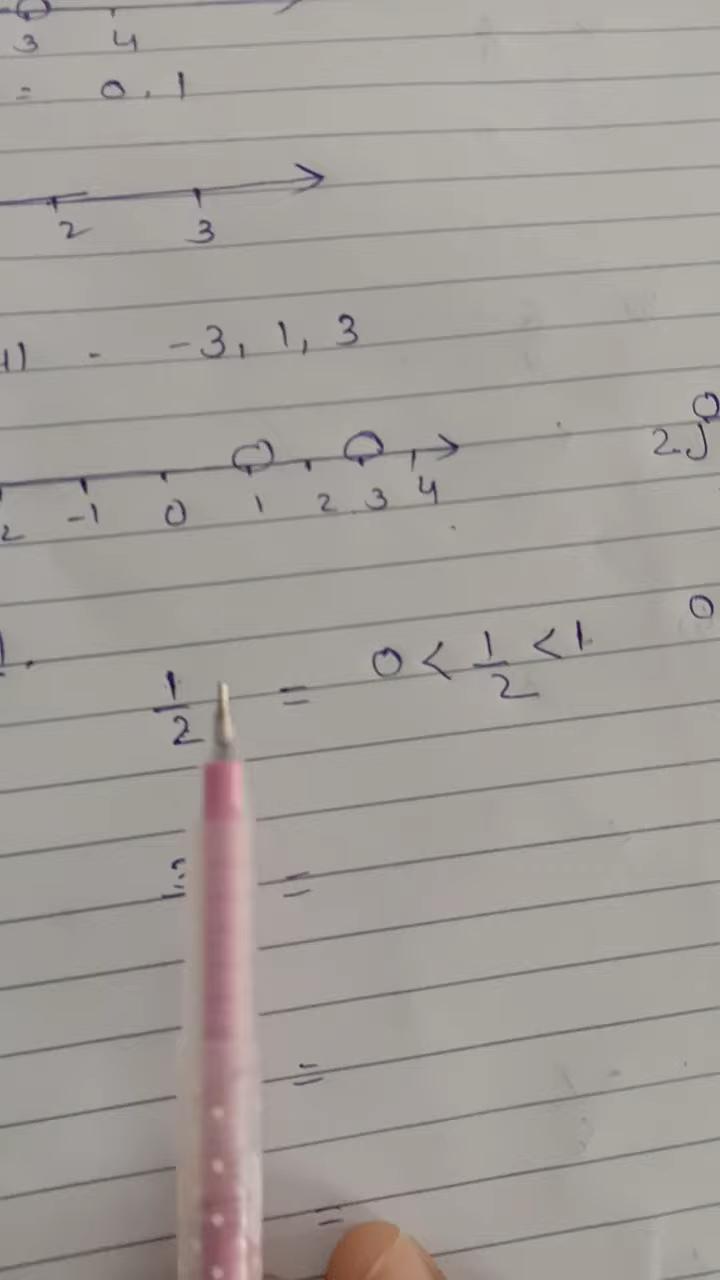 3 4
= 0, 1
2 3
- -3, 1, 3
-1 0 1 2 3 4
1/2 = 0 < 1/2 < 1
=
=
=